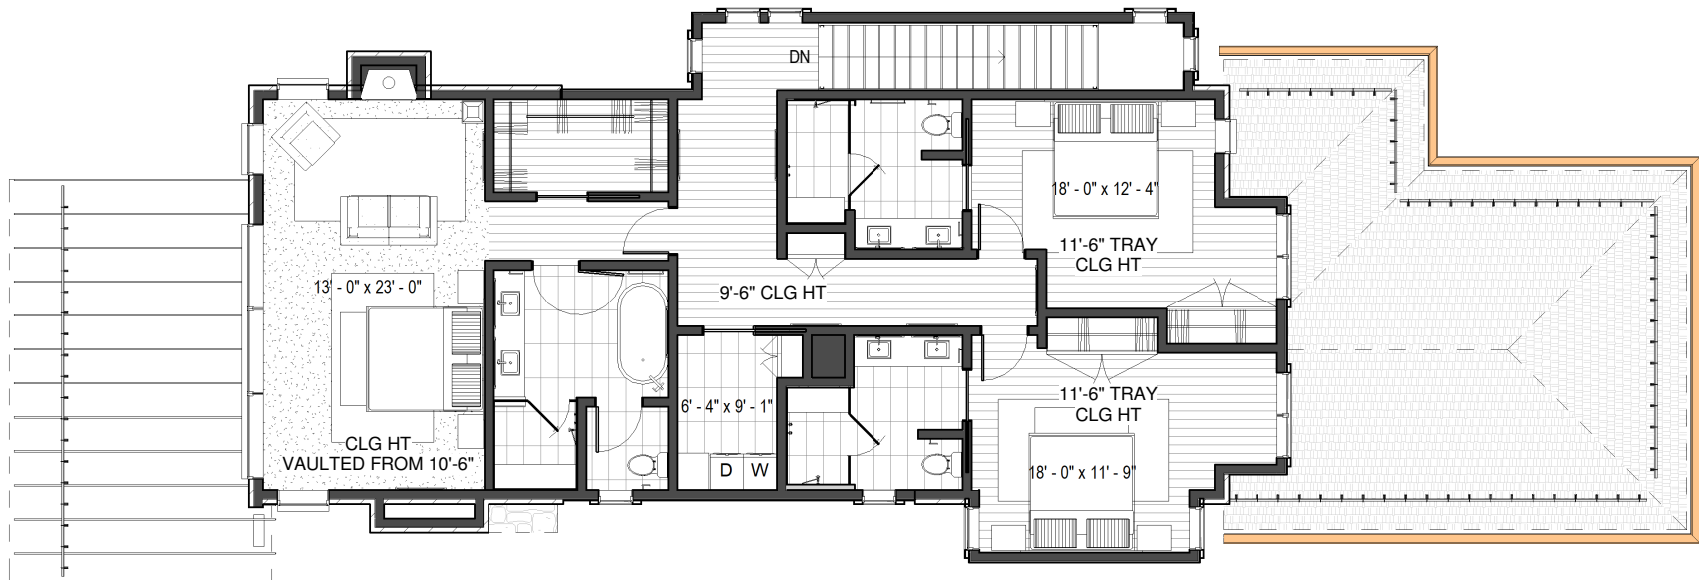 DN
18' - 0" x 12' - 4"
11'-6" TRAY
CLG HT
13' - 0" x 23' - 0"
9'-6" CLG HT
11'-6" TRAY
CLG HT
6' - 4" x 9' - 1"
CLG HT
VAULTED FROM 10'-6"
D W
18' - 0" x 11' - 9"